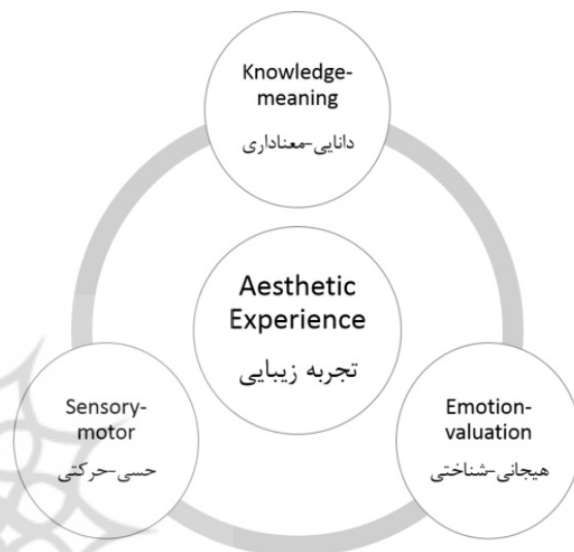 Knowledge-
meaning
دانایی-معناداری
Aesthetic
Experience
تجربه زیبایی
Sensory-
motor
حسی-حرکتی
Emotion-
valuation
هیجانی-شناختی